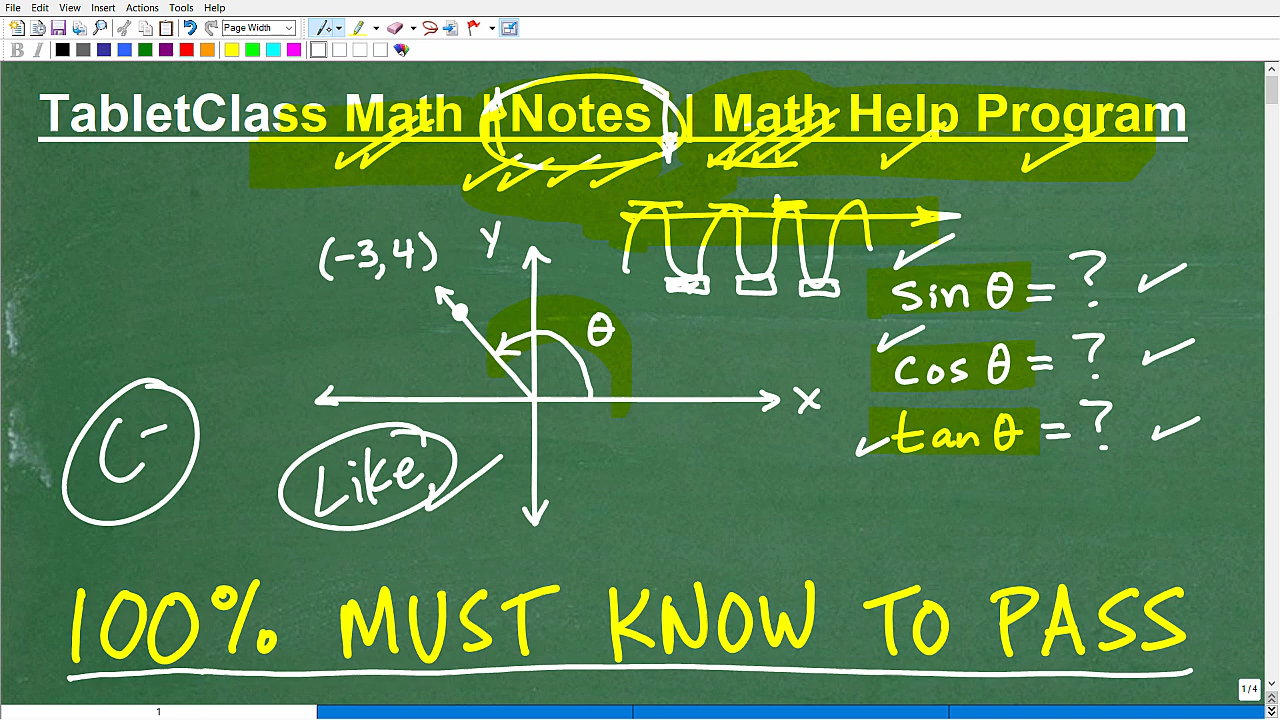 File Edit View Insert Actions Tools Help
Page Width
B I
TabletClass Math | Notes | Math Help Program
(-3,4)
y
θ
x
sin θ = ?
cos θ = ?
tan θ = ?
C-
Like
100% MUST KNOW TO PASS
1/4
1